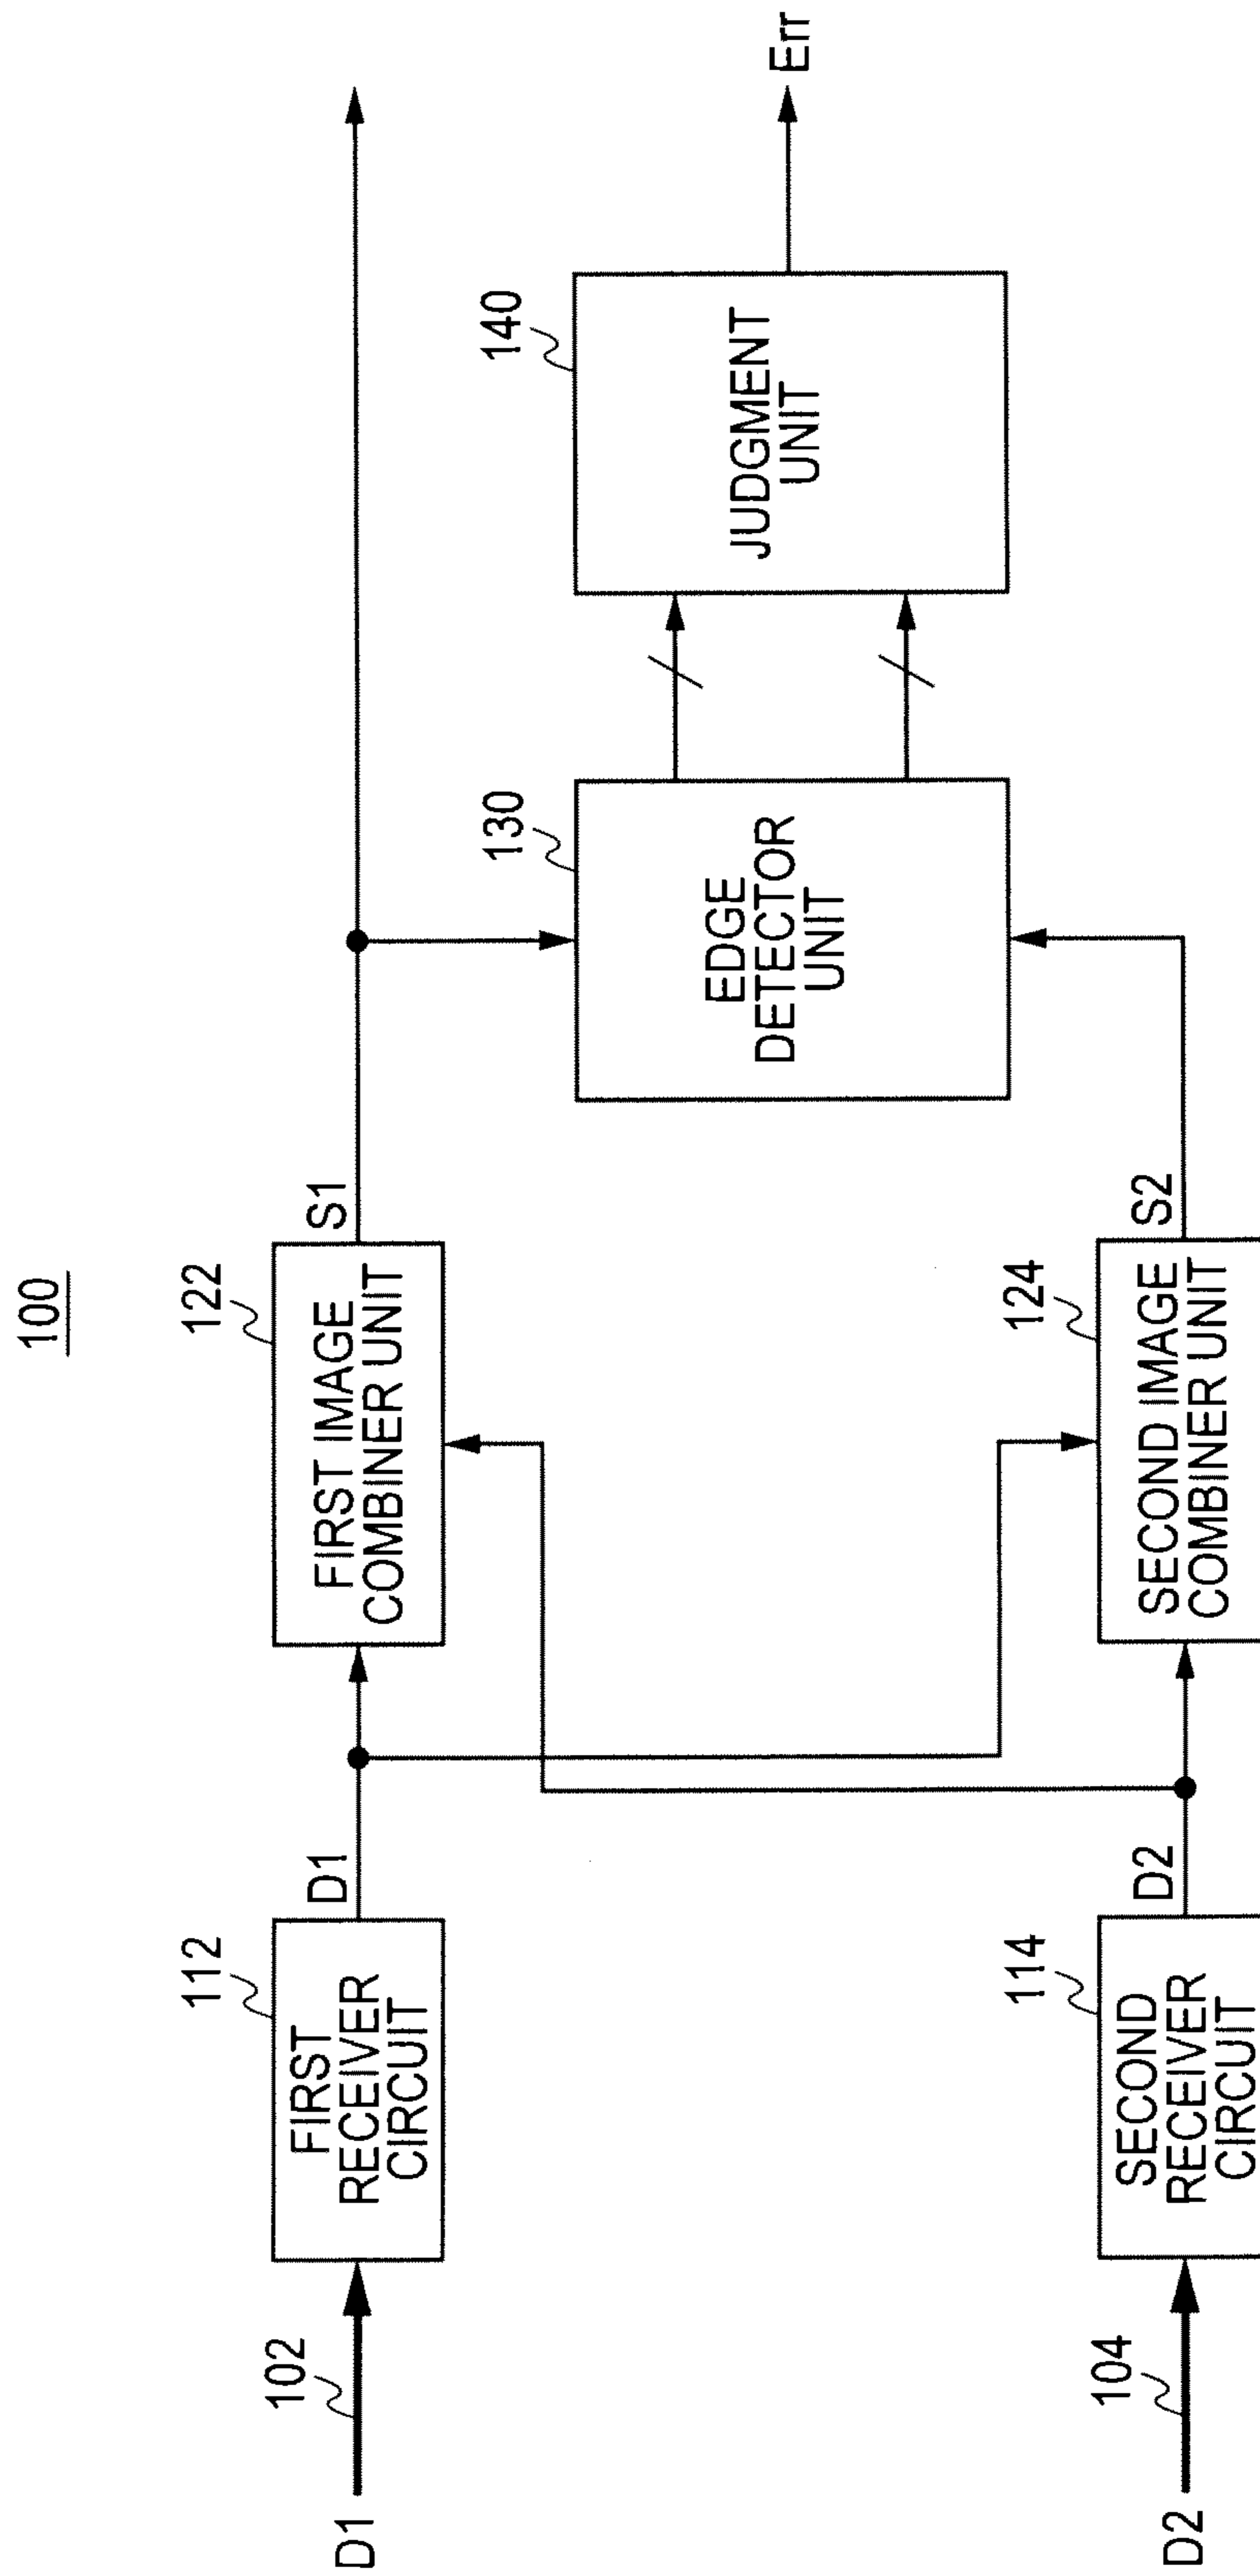 100
D1
102
FIRST
RECEIVER
CIRCUIT
112
D1
FIRST IMAGE
COMBINER UNIT
122
S1
EDGE
DETECTOR
UNIT
130
JUDGMENT
UNIT
140
Err
D2
104
SECOND
RECEIVER
CIRCUIT
114
D2
SECOND IMAGE
COMBINER UNIT
124
S2